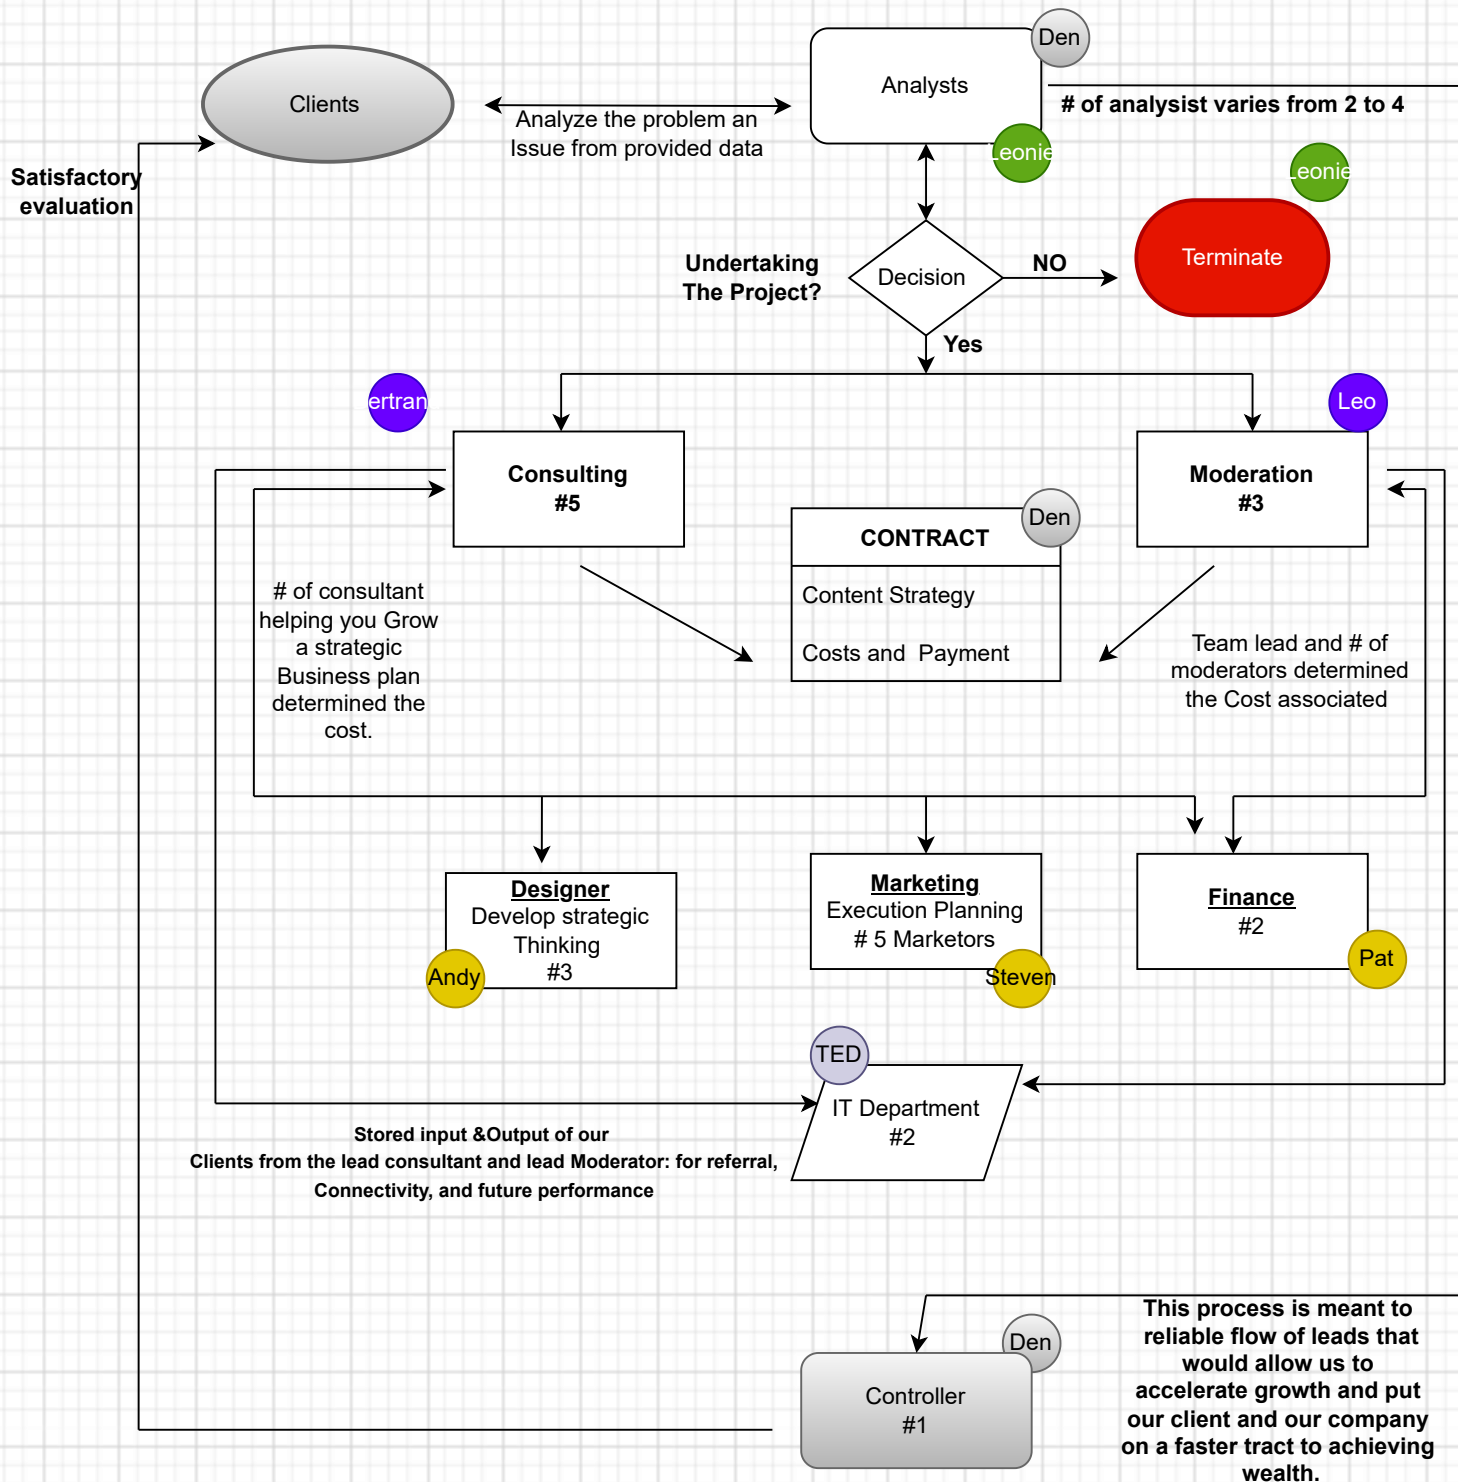 Den
Clients
Analysts
# of analysist varies from 2 to 4
Analyze the problem an
Issue from provided data
Leonie
Leonie
Satisfactory
evaluation
Undertaking
The Project?
Decision
NO
Terminate
Yes
ertran
Leo
Consulting
#5
Moderation
#3
Den
CONTRACT
Content Strategy
Costs and  Payment
# of consultant
helping you Grow
a strategic
Business plan
determined the
cost.
Team lead and # of
moderators determined
the Cost associated
Designer
Develop strategic
Thinking
#3
Andy
Marketing
Execution Planning
# 5 Marketors
Steven
Finance
#2
Pat
TED
IT Department
#2
Stored input &Output of our
Clients from the lead consultant and lead Moderator: for referral,
Connectivity, and future performance
Den
Controller
#1
This process is meant to
reliable flow of leads that
would allow us to
accelerate growth and put
our client and our company
on a faster tract to achieving
wealth.